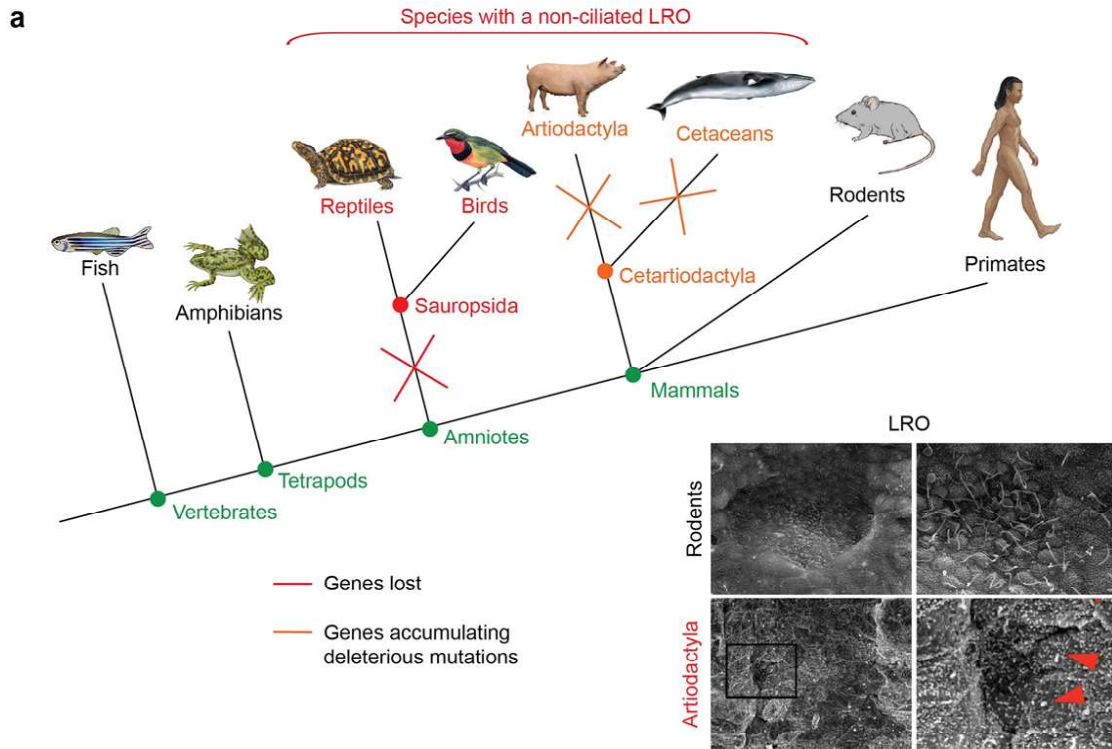 a
Species with a non-ciliated LRO
Artiodactyla
Cetaceans
Reptiles
Birds
Rodents
Fish
Primates
Cetartiodactyla
Amphibians
Sauropsida
Mammals
Amniotes
LRO
Tetrapods
Vertebrates
Rodents
Genes lost
Genes accumulating
deleterious mutations
Artiodactyla